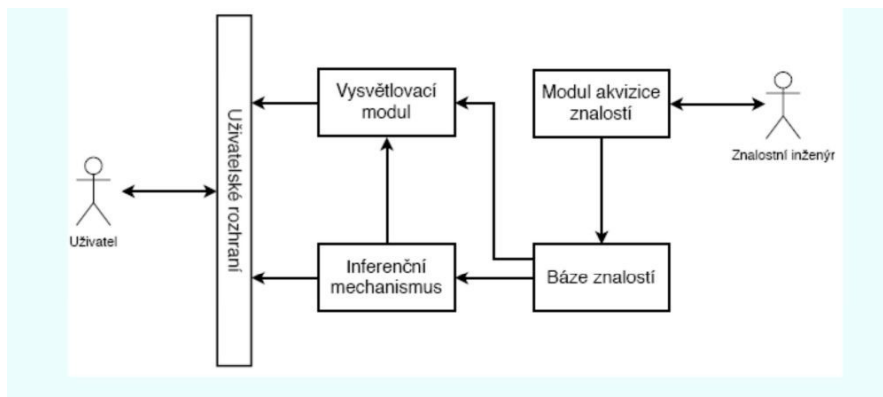 Uživatel
Uživatelské rozhraní
Vysvětlovací
modul
Inferenční
mechanismus
Modul akvizice
znalostí
Báze znalostí
Znalostní inženýr